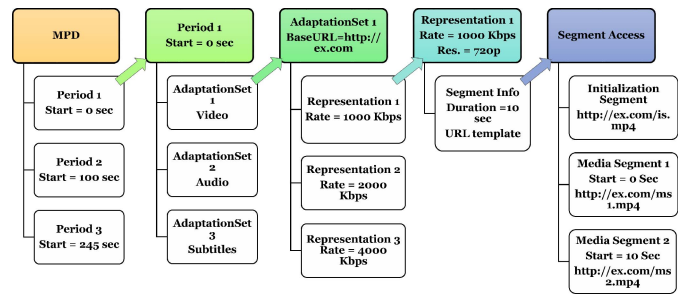 MPD
Period 1
Start = 0 sec
Period 2
Start = 100 sec
Period 3
Start = 245 sec
Period 1
Start = 0 sec
AdaptationSet
1
Video
AdaptationSet
2
Audio
AdaptationSet
3
Subtitles
AdaptationSet 1
BaseURL=http://
ex.com
Representation 1
Rate = 1000 Kbps
Representation 2
Rate = 2000
Kbps
Representation 3
Rate = 4000
Kbps
Representation 1
Rate = 1000 Kbps
Res. = 720p
Segment Info
Duration =10
sec
URL template
Segment Access
Initialization
Segment
http://ex.com/is.
mp4
Media Segment 1
Start = 0 Sec
http://ex.com/ms
1.mp4
Media Segment 2
Start = 10 Sec
http://ex.com/ms
2.mp4